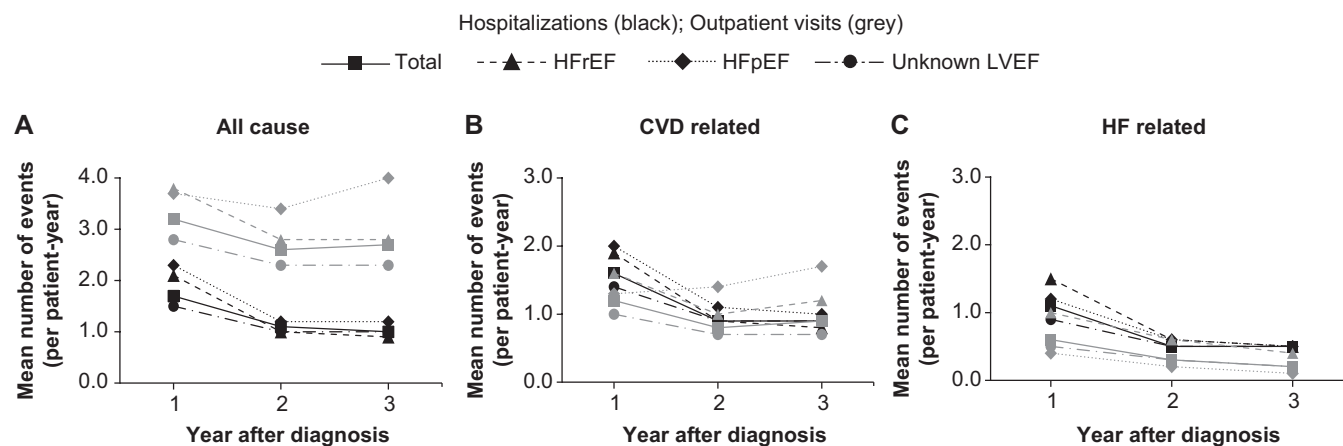 Hospitalizations (black); Outpatient visits (grey)
Total HFrEF HFpEF Unknown LVEF
A All cause
Mean number of events
(per patient-year)
4.0
3.0
2.0
1.0
0.0
1 2 3
Year after diagnosis
B CVD related
Mean number of events
(per patient-year)
3.0
2.0
1.0
0.0
1 2 3
Year after diagnosis
C HF related
Mean number of events
(per patient-year)
3.0
2.0
1.0
0.0
1 2 3
Year after diagnosis